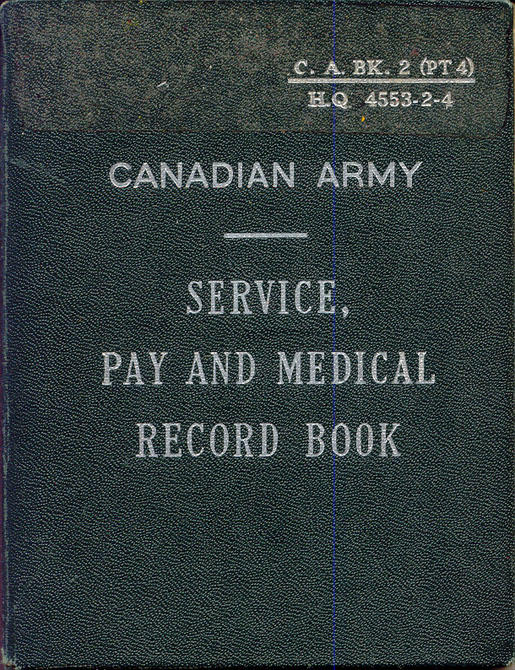 C. A. BK. 2 (PT 4)
H.Q 4553-2-4
CANADIAN ARMY
SERVICE,
PAY AND MEDICAL
RECORD BOOK